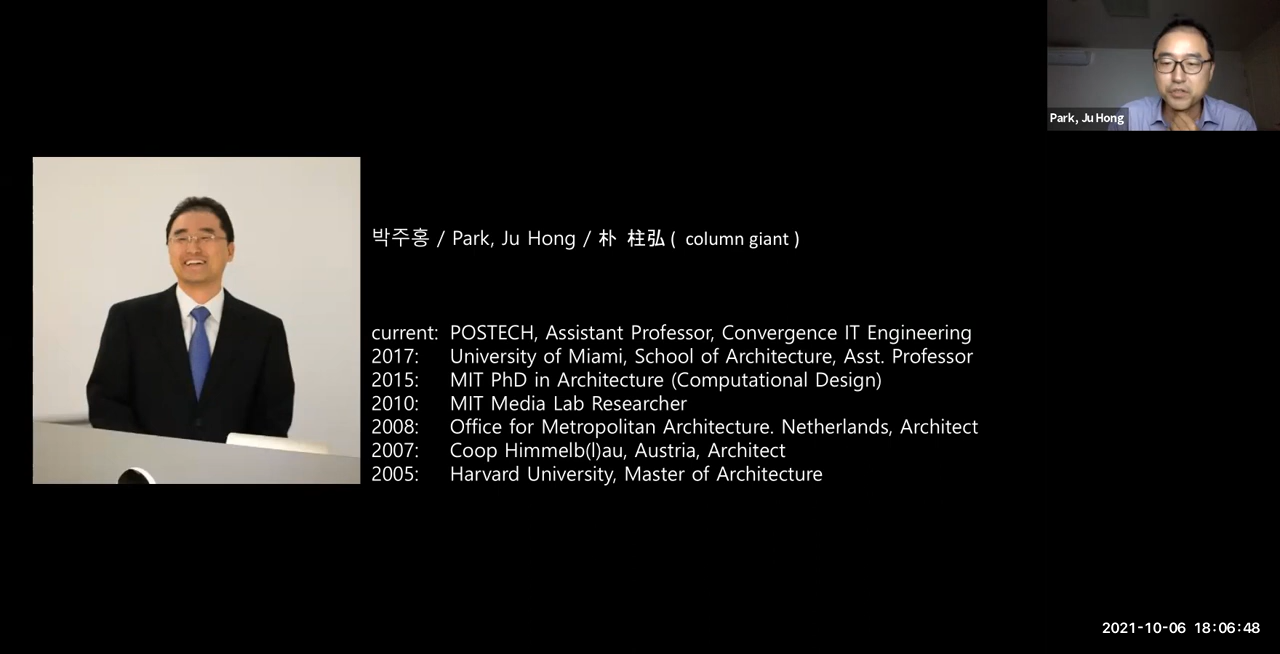 Park, Ju Hong
박주홍 / Park, Ju Hong / 朴 柱弘 ( column giant )
current: POSTECH, Assistant Professor, Convergence IT Engineering
2017: University of Miami, School of Architecture, Asst. Professor
2015: MIT PhD in Architecture (Computational Design)
2010: MIT Media Lab Researcher
2008: Office for Metropolitan Architecture. Netherlands, Architect
2007: Coop Himmelb(l)au, Austria, Architect
2005: Harvard University, Master of Architecture
2021-10-06 18:06:48